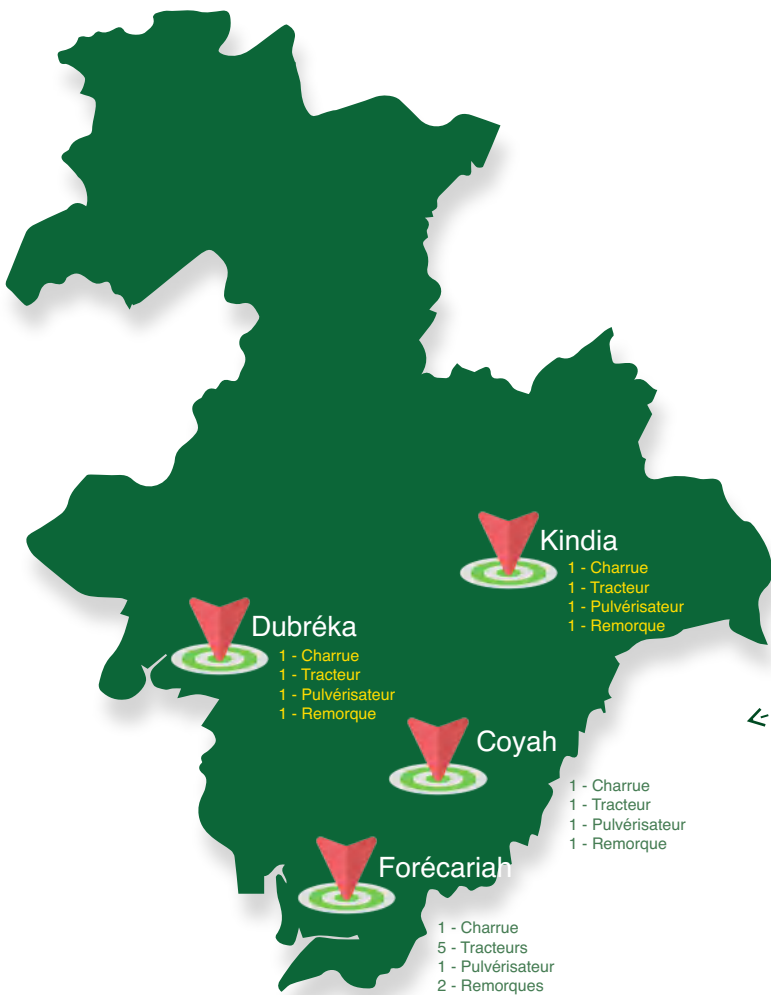 Kindia
1 - Charrue
1 - Tracteur
1 - Pulvérisateur
1 - Remorque
Dubréka
1 - Charrue
1 - Tracteur
1 - Pulvérisateur
1 - Remorque
Coyah
1 - Charrue
1 - Tracteur
1 - Pulvérisateur
1 - Remorque
Forécariah
1 - Charrue
5 - Tracteurs
1 - Pulvérisateur
2 - Remorques